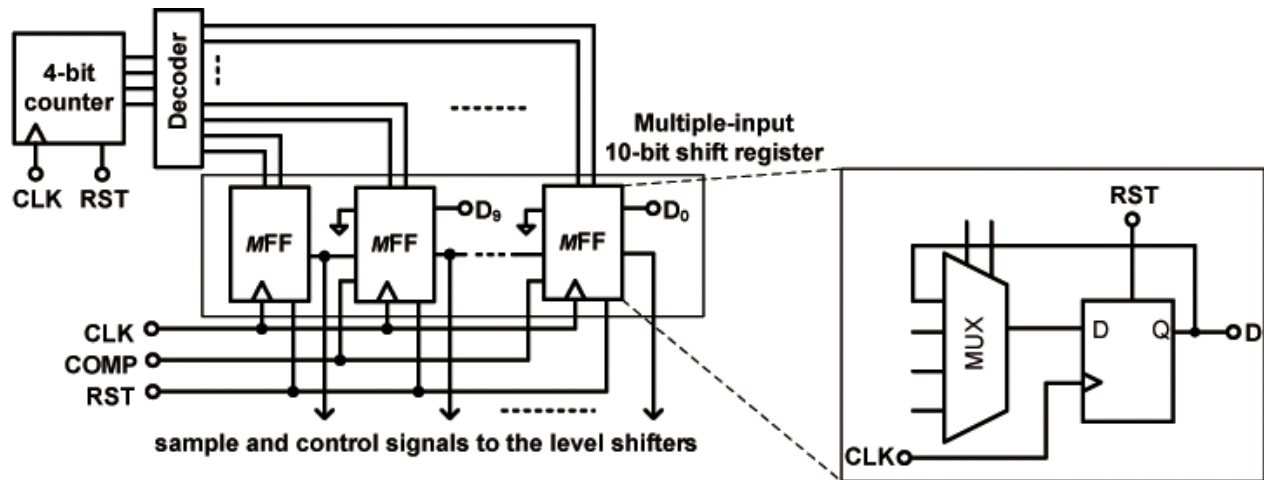 4-bit
counter
CLK
RST
Decoder
Multiple-input
10-bit shift register
MFF
MFF
D₉
MFF
D₀
CLK
COMP
RST
sample and control signals to the level shifters
RST
MUX
D
Q
D
CLK